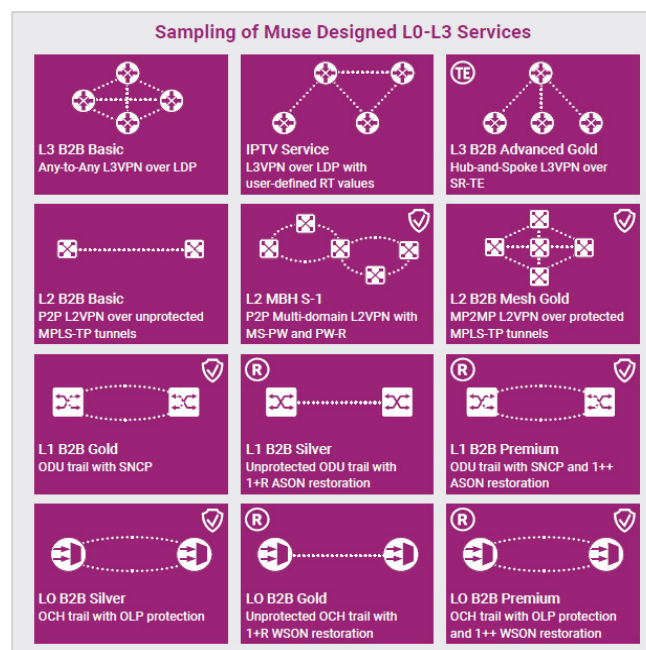 Sampling of Muse Designed L0-L3 Services
L3 B2B Basic
Any-to-Any L3VPN over LDP
IPTV Service
L3VPN over LDP with
user-defined RT values
TE
L3 B2B Advanced Gold
Hub-and-Spoke L3VPN over
SR-TE
L2 B2B Basic
P2P L2VPN over unprotected
MPLS-TP tunnels
L2 MBH S-1
P2P Multi-domain L2VPN with
MS-PW and PW-R
L2 B2B Mesh Gold
MP2MP L2VPN over protected
MPLS-TP tunnels
L1 B2B Gold
ODU trail with SNCP
R
L1 B2B Silver
Unprotected ODU trail with
1+R ASON restoration
R
L1 B2B Premium
ODU trail with SNCP and 1++
ASON restoration
LO B2B Silver
OCH trail with OLP protection
R
LO B2B Gold
Unprotected OCH trail with
1+R WSON restoration
R
LO B2B Premium
OCH trail with OLP protection
and 1++ WSON restoration